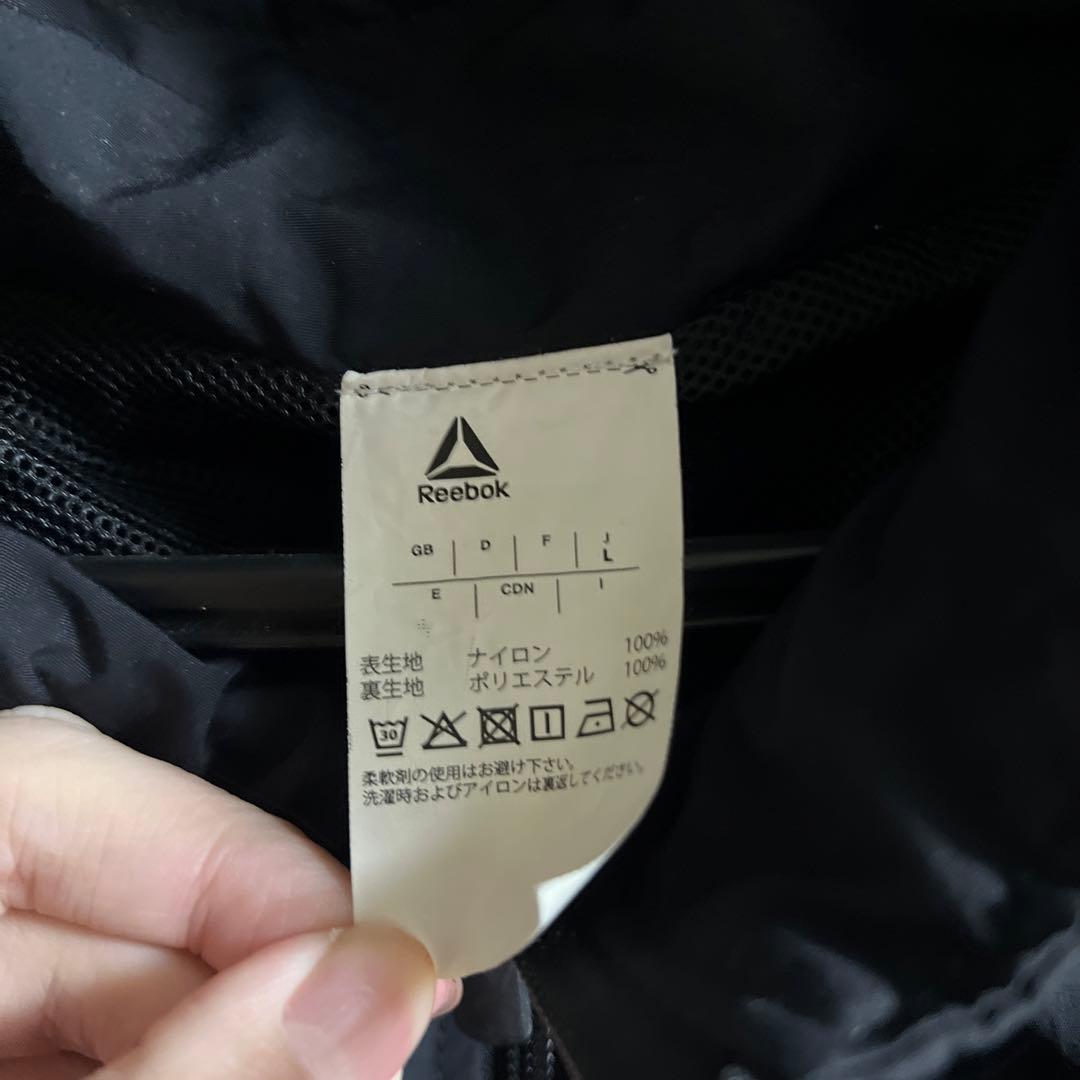 Reebok
GB D F J
L
E CDN I
表生地 ナイロン 100%
裏生地 ポリエステル 100%
30
柔軟剤の使用はお避け下さい。
洗濯時およびアイロンは裏返してください。